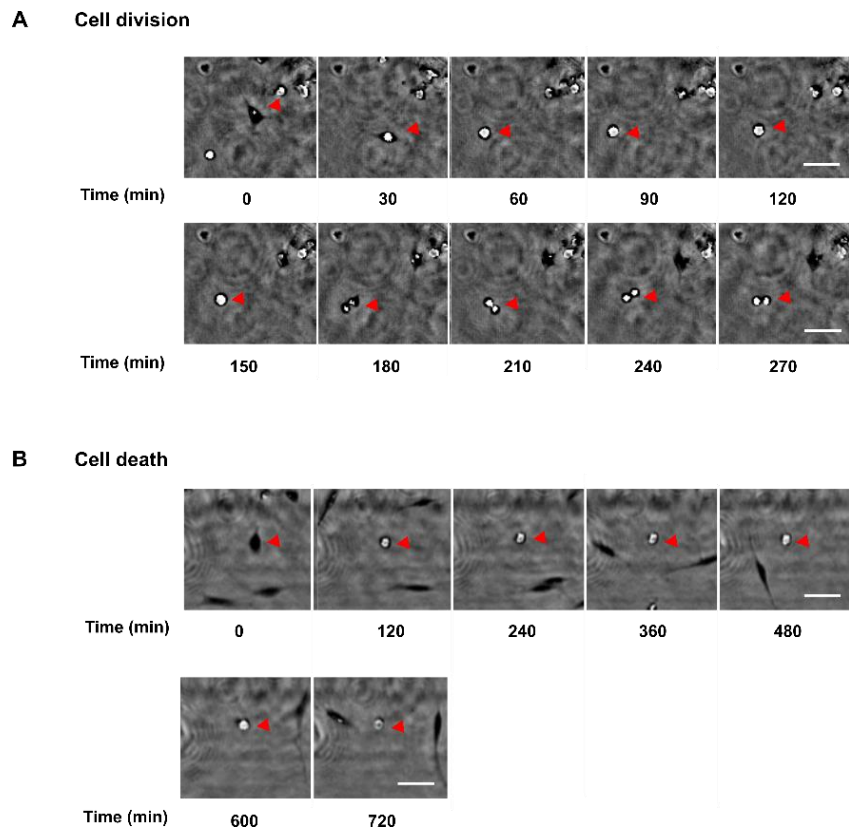 A Cell division
Time (min) 0 30 60 90 120
Time (min) 150 180 210 240 270
B Cell death
Time (min) 0 120 240 360 480
Time (min) 600 720